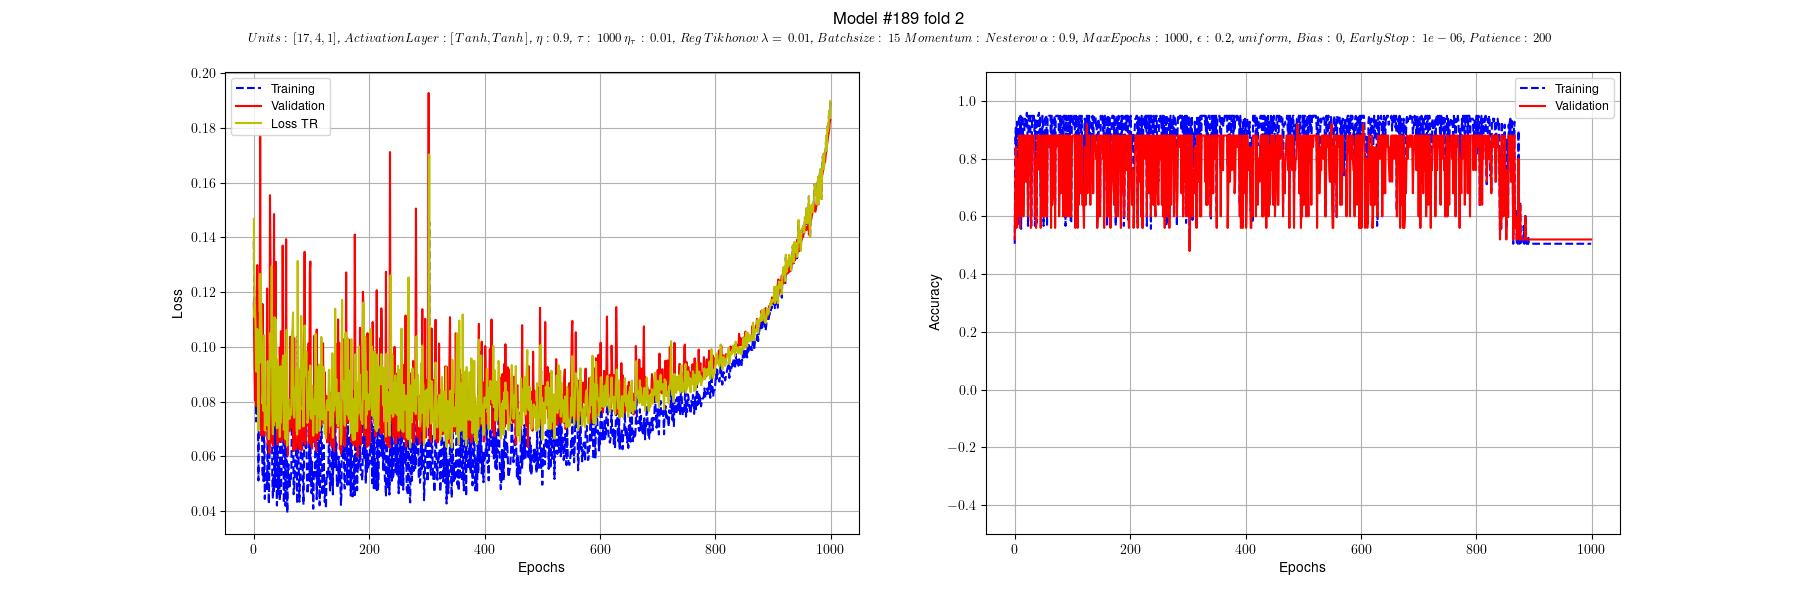 Model #189 fold 2
Units : [17, 4, 1], ActivationLayer : [Tanh, Tanh], η : 0.9, τ : 1000 η_τ : 0.01, Reg Tikhonov λ = 0.01, Batchsize : 15 Momentum : Nesterov α : 0.9, MaxEpochs : 1000, ϵ : 0.2, uniform, Bias : 0, EarlyStop : 1e − 06, Patience : 200
Training
Validation
Loss TR
0.20
0.18
0.16
0.14
0.12
0.10
0.08
0.06
0.04
Loss
0 200 400 600 800 1000
Epochs
Training
Validation
1.0
0.8
0.6
0.4
0.2
0.0
−0.2
−0.4
Accuracy
0 200 400 600 800 1000
Epochs